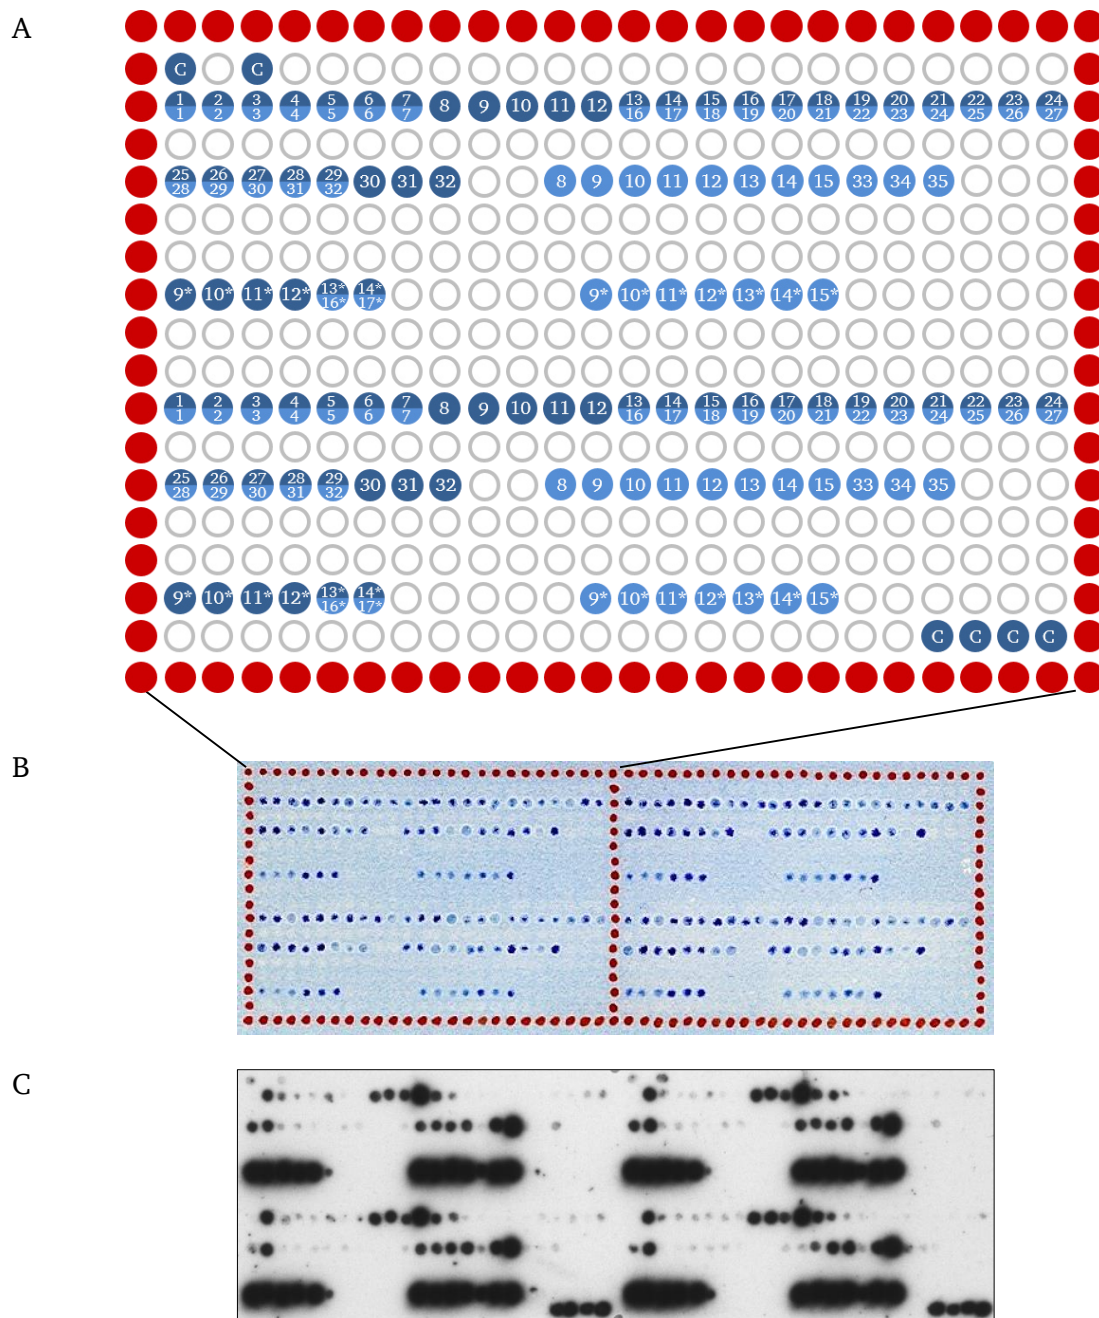 A
C C
1 2 3 4 5 6 7 8 9 10 11 12 13 14 15 16 17 18 19 20 21 22 23 24
1 2 3 4 5 6 7 16 17 18 19 20 21 22 23 24 25 26 27
25 26 27 28 29 30 31 32 8 9 10 11 12 13 14 15 33 34 35
28 29 30 31 32
9* 10* 11* 12* 13* 14* 9* 10* 11* 12* 13* 14* 15*
16* 17*
1 2 3 4 5 6 7 8 9 10 11 12 13 14 15 16 17 18 19 20 21 22 23 24
1 2 3 4 5 6 7 16 17 18 19 20 21 22 23 24 25 26 27
25 26 27 28 29 30 31 32 8 9 10 11 12 13 14 15 33 34 35
28 29 30 31 32
9* 10* 11* 12* 13* 14* 9* 10* 11* 12* 13* 14* 15*
16* 17*
C C C C
B
C